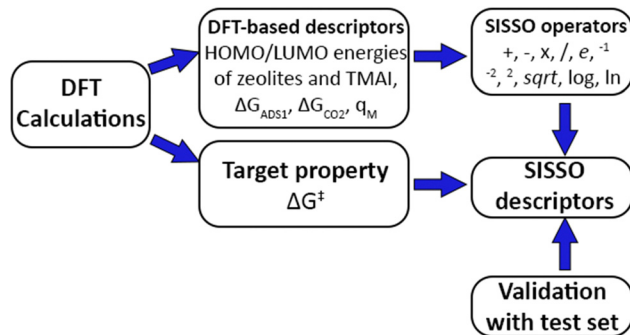 DFT
Calculations
DFT-based descriptors
HOMO/LUMO energies
of zeolites and TMAI,
ΔG_ADS1, ΔG_CO2, q_M
Target property
ΔG‡
SISSO operators
+, -, x, /, e, ⁻¹
⁻², ², sqrt, log, ln
SISSO
descriptors
Validation
with test set